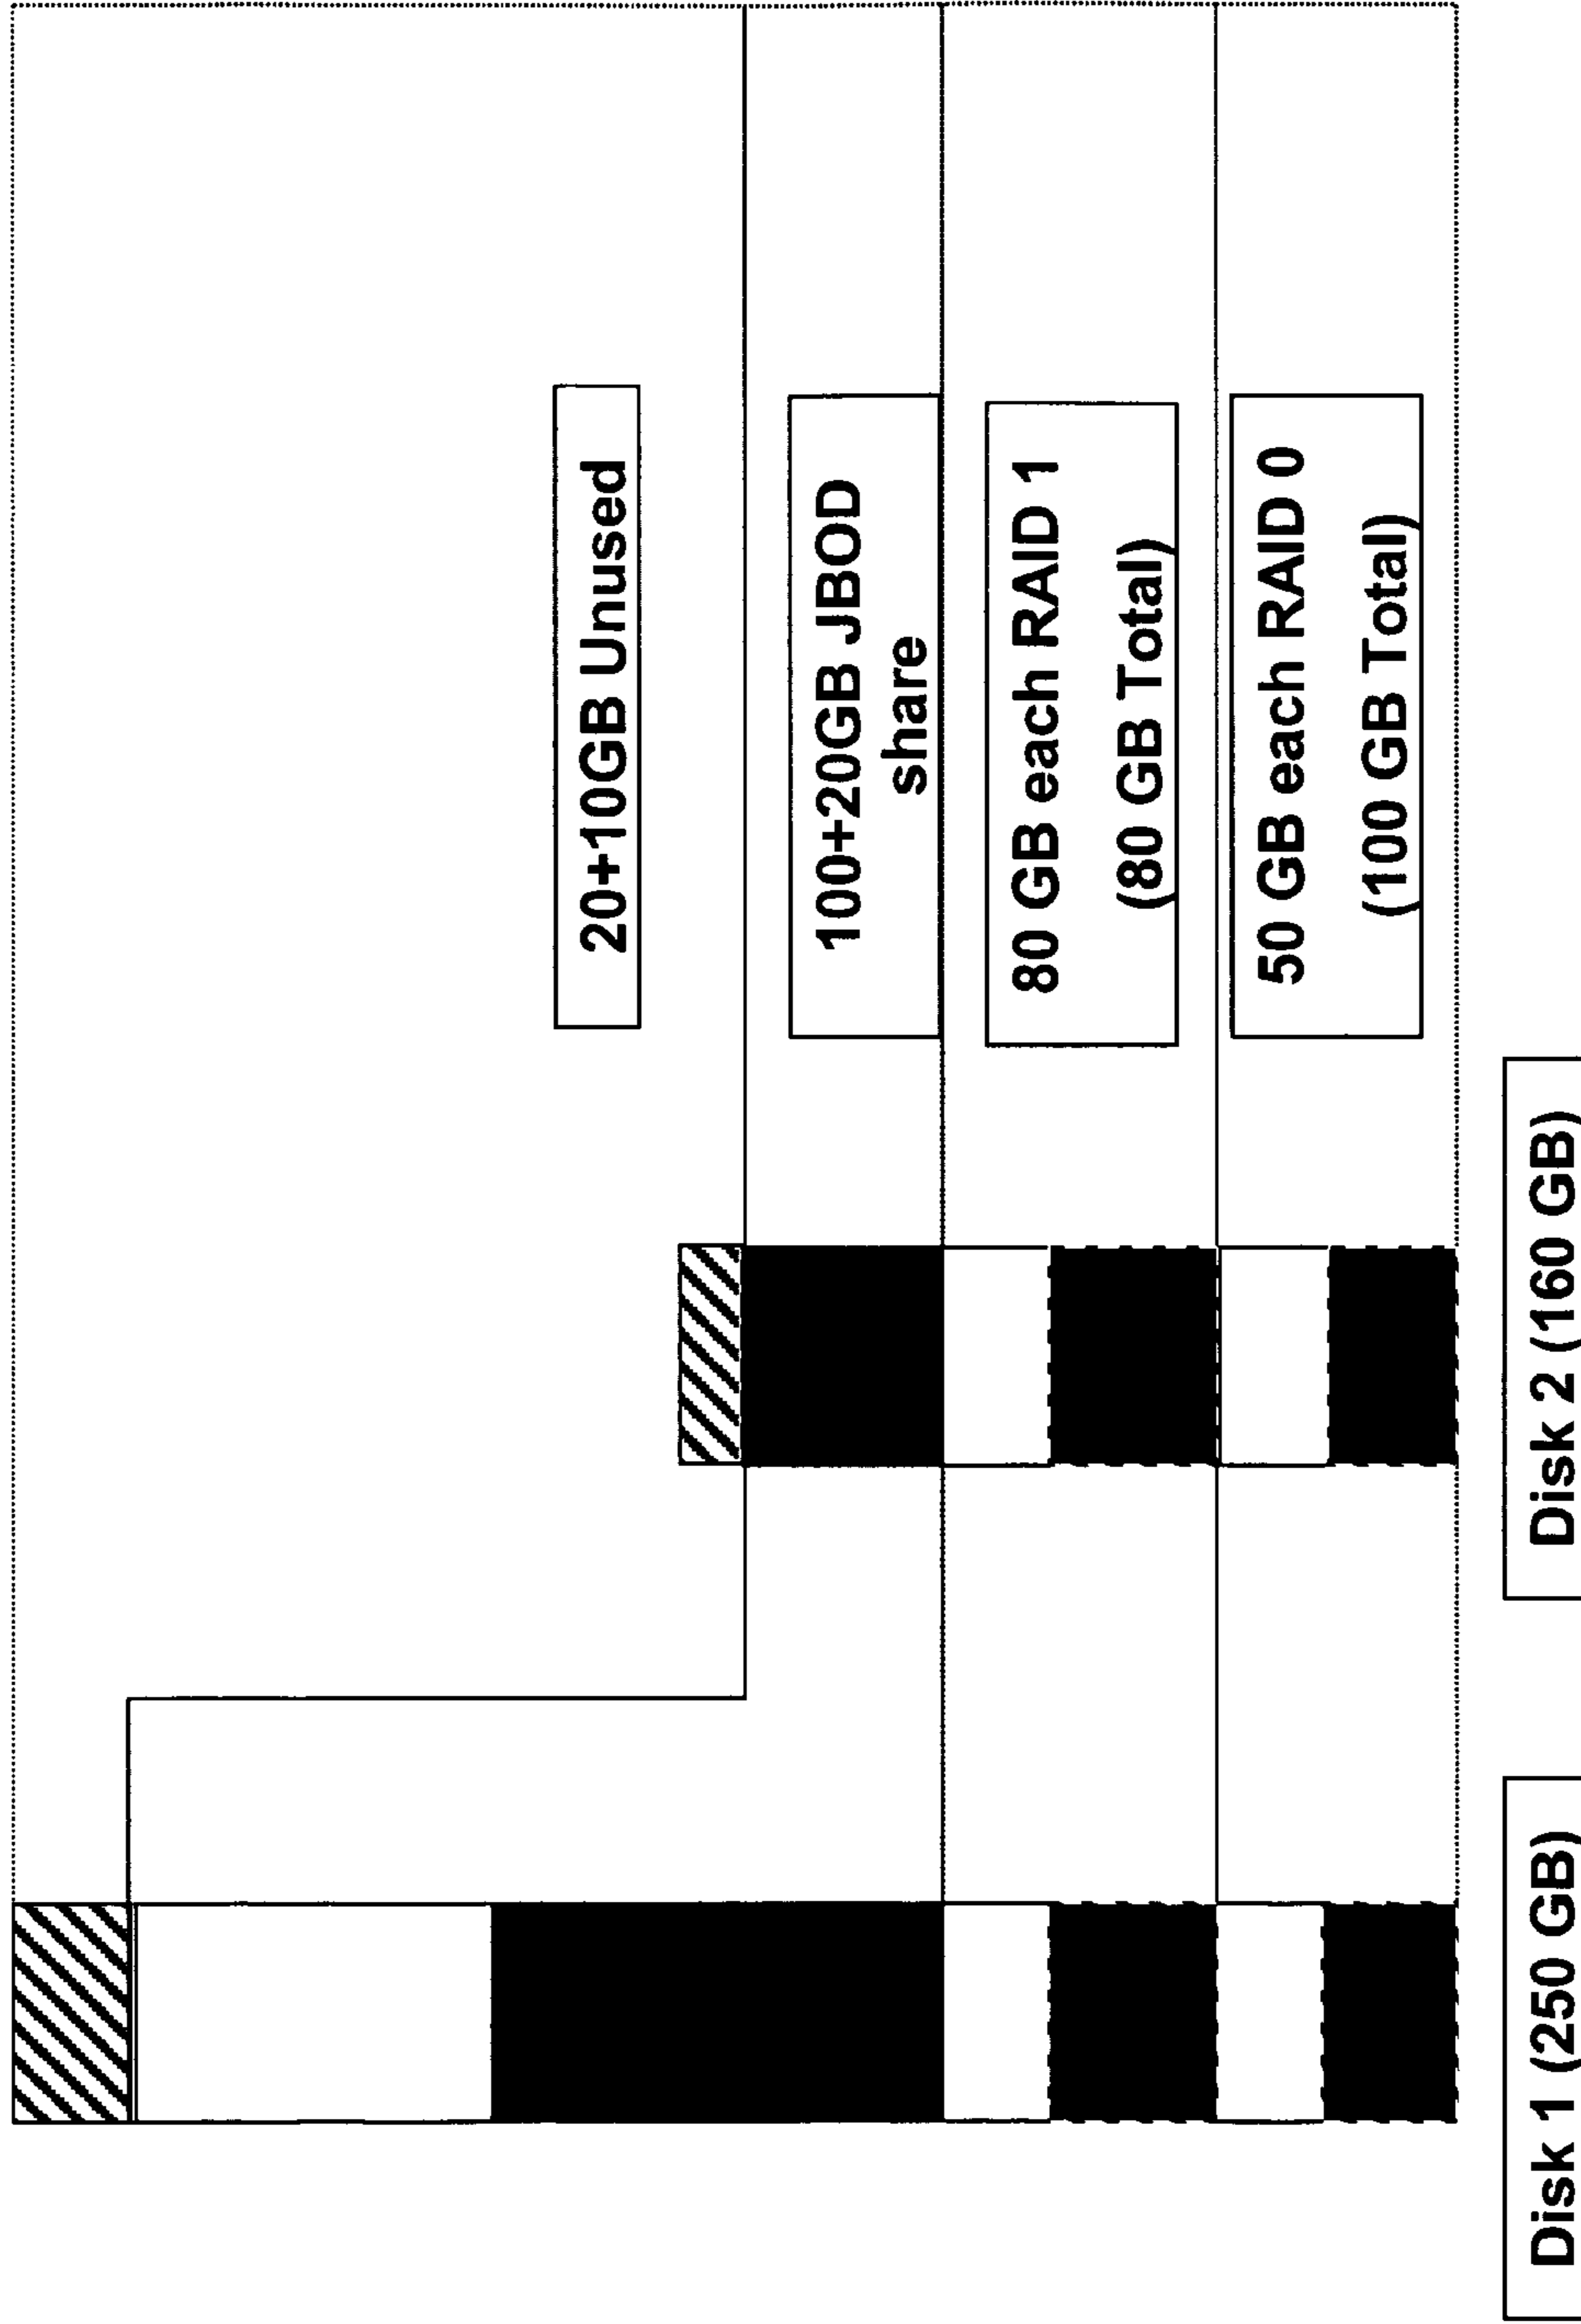 20+10GB Unused
100+20GB JBOD
share
80 GB each RAID 1
(80 GB Total)
50 GB each RAID 0
(100 GB Total)
Disk 1 (250 GB)
Disk 2 (160 GB)